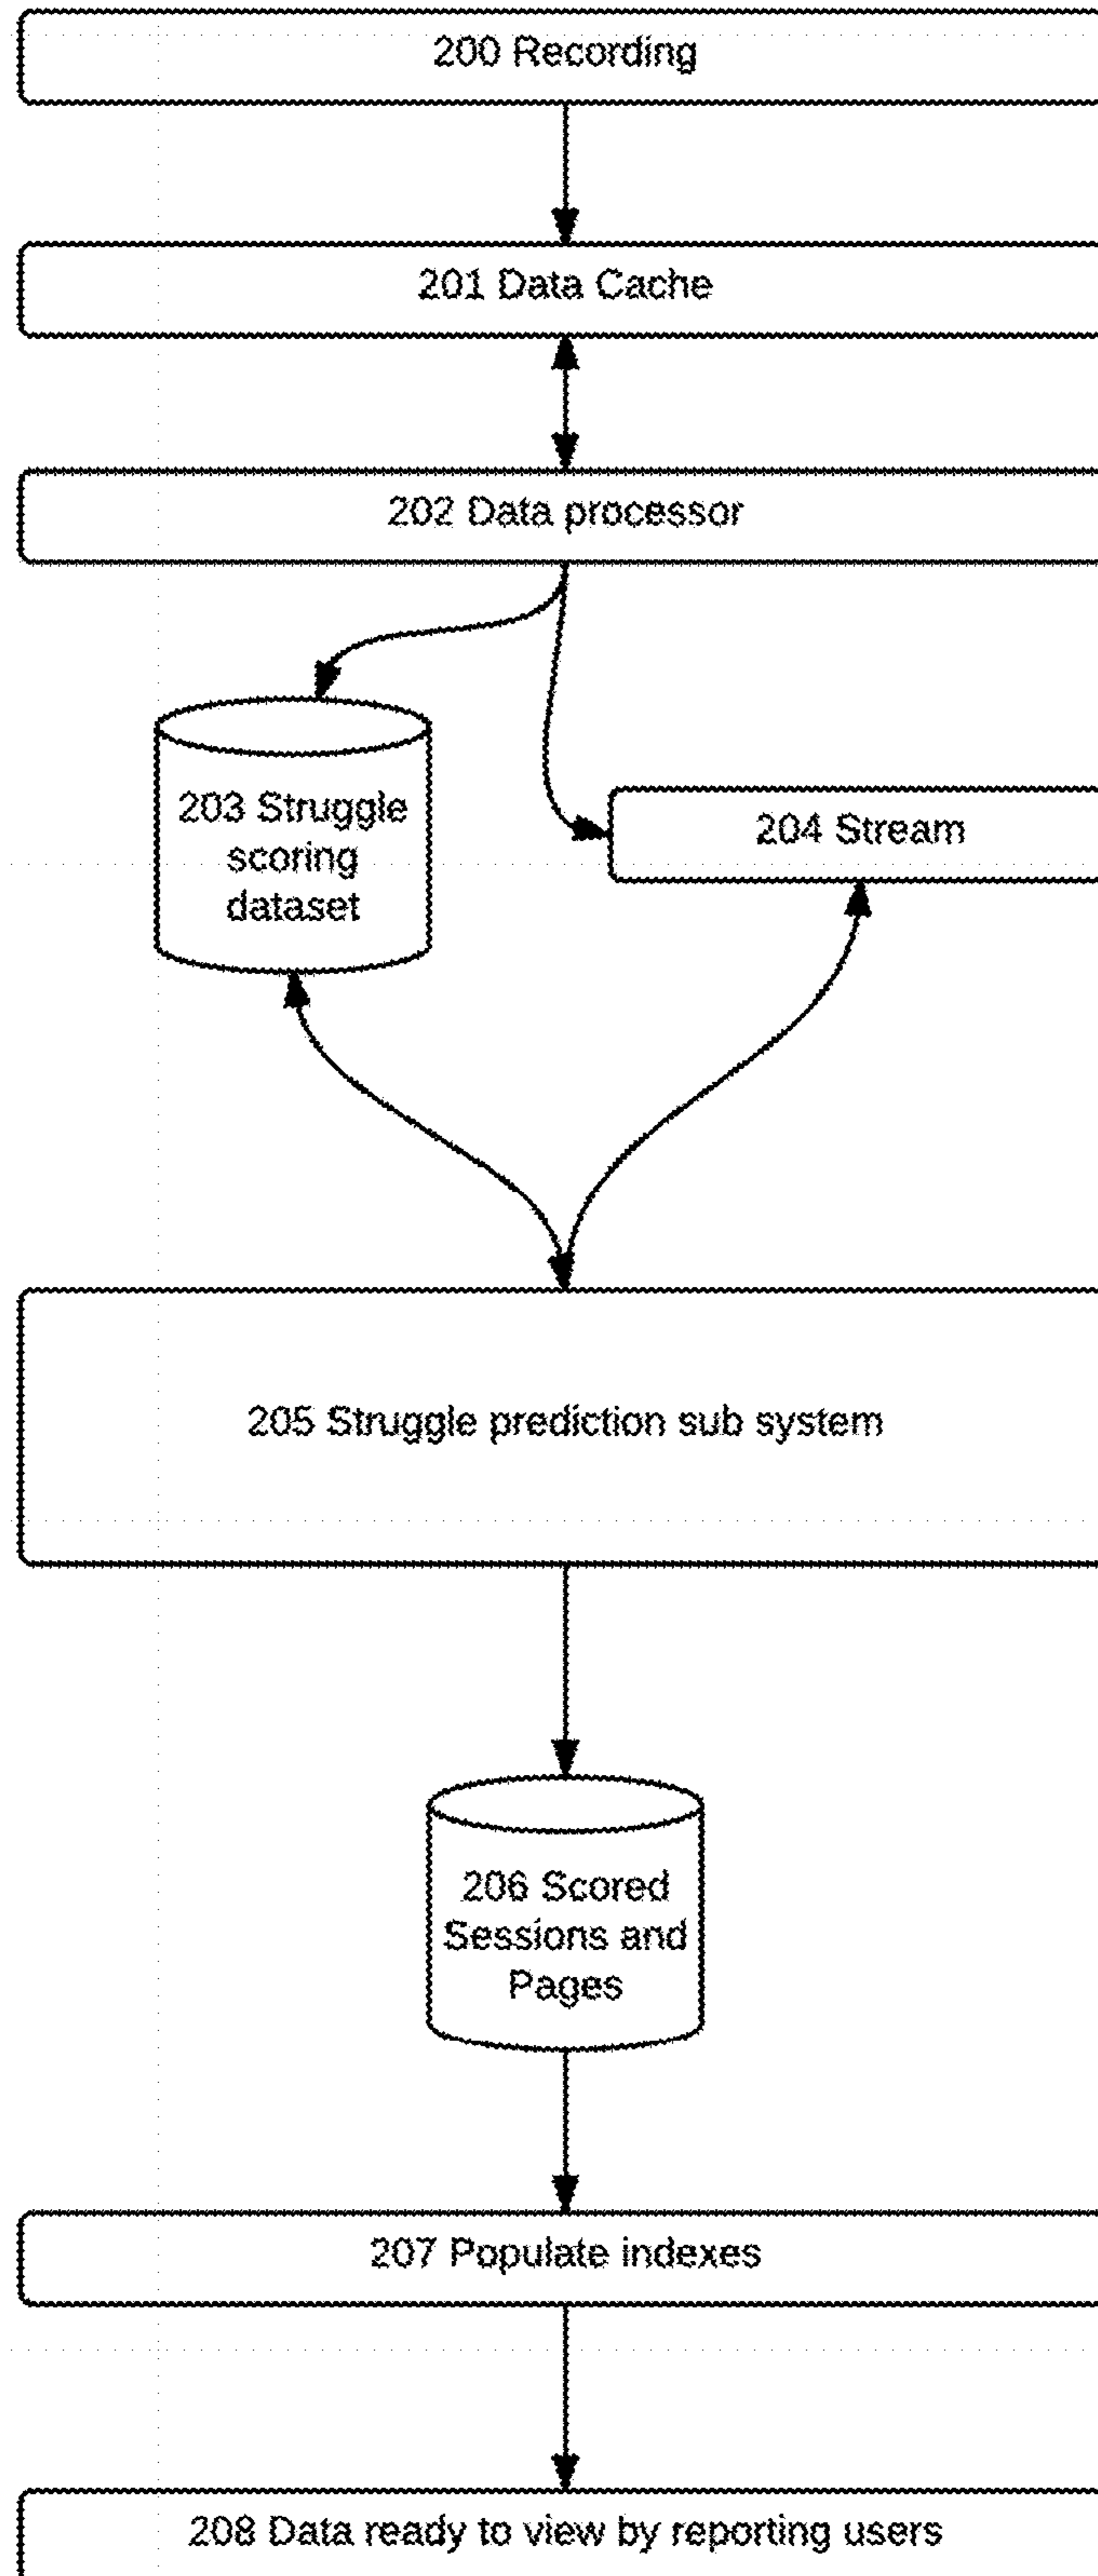 200 Recording
201 Data Cache
202 Data processor
203 Struggle
scoring
dataset
204 Stream
205 Struggle prediction sub system
206 Scored
Sessions and
Pages
207 Populate indexes
208 Data ready to view by reporting users